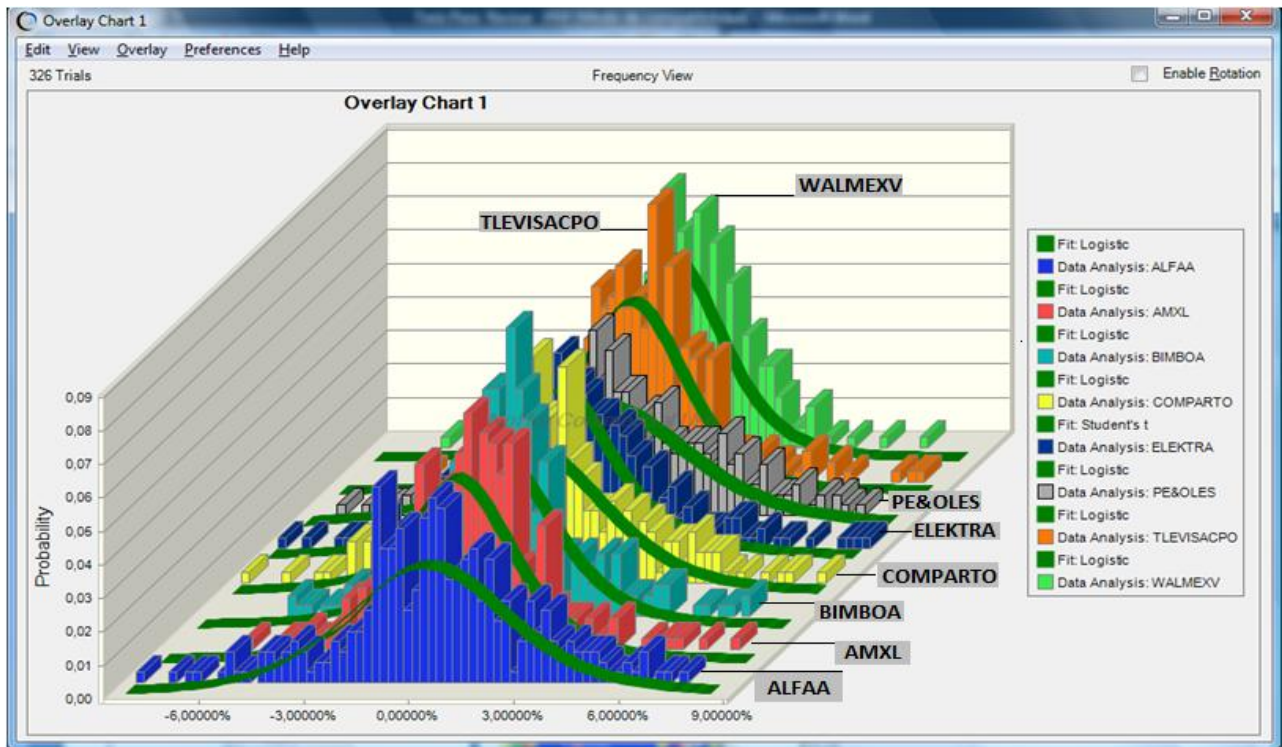 Overlay Chart 1
Edit View Overlay Preferences Help
326 Trials
Frequency View
Enable Rotation
Overlay Chart 1
WALMEXV
TLEVISACPO
PE&OLES
ELEKTRA
COMPARTO
BIMBOA
AMXL
ALFAA
Probability
0,09
0,08
0,07
0,06
0,05
0,04
0,03
0,02
0,01
0,00
-6,00000%
-3,00000%
0,00000%
3,00000%
6,00000%
9,00000%
Fit: Logistic
Data Analysis: ALFAA
Fit: Logistic
Data Analysis: AMXL
Fit: Logistic
Data Analysis: BIMBOA
Fit: Logistic
Data Analysis: COMPARTO
Fit: Student's t
Data Analysis: ELEKTRA
Fit: Logistic
Data Analysis: PE&OLES
Fit: Logistic
Data Analysis: TLEVISACPO
Fit: Logistic
Data Analysis: WALMEXV